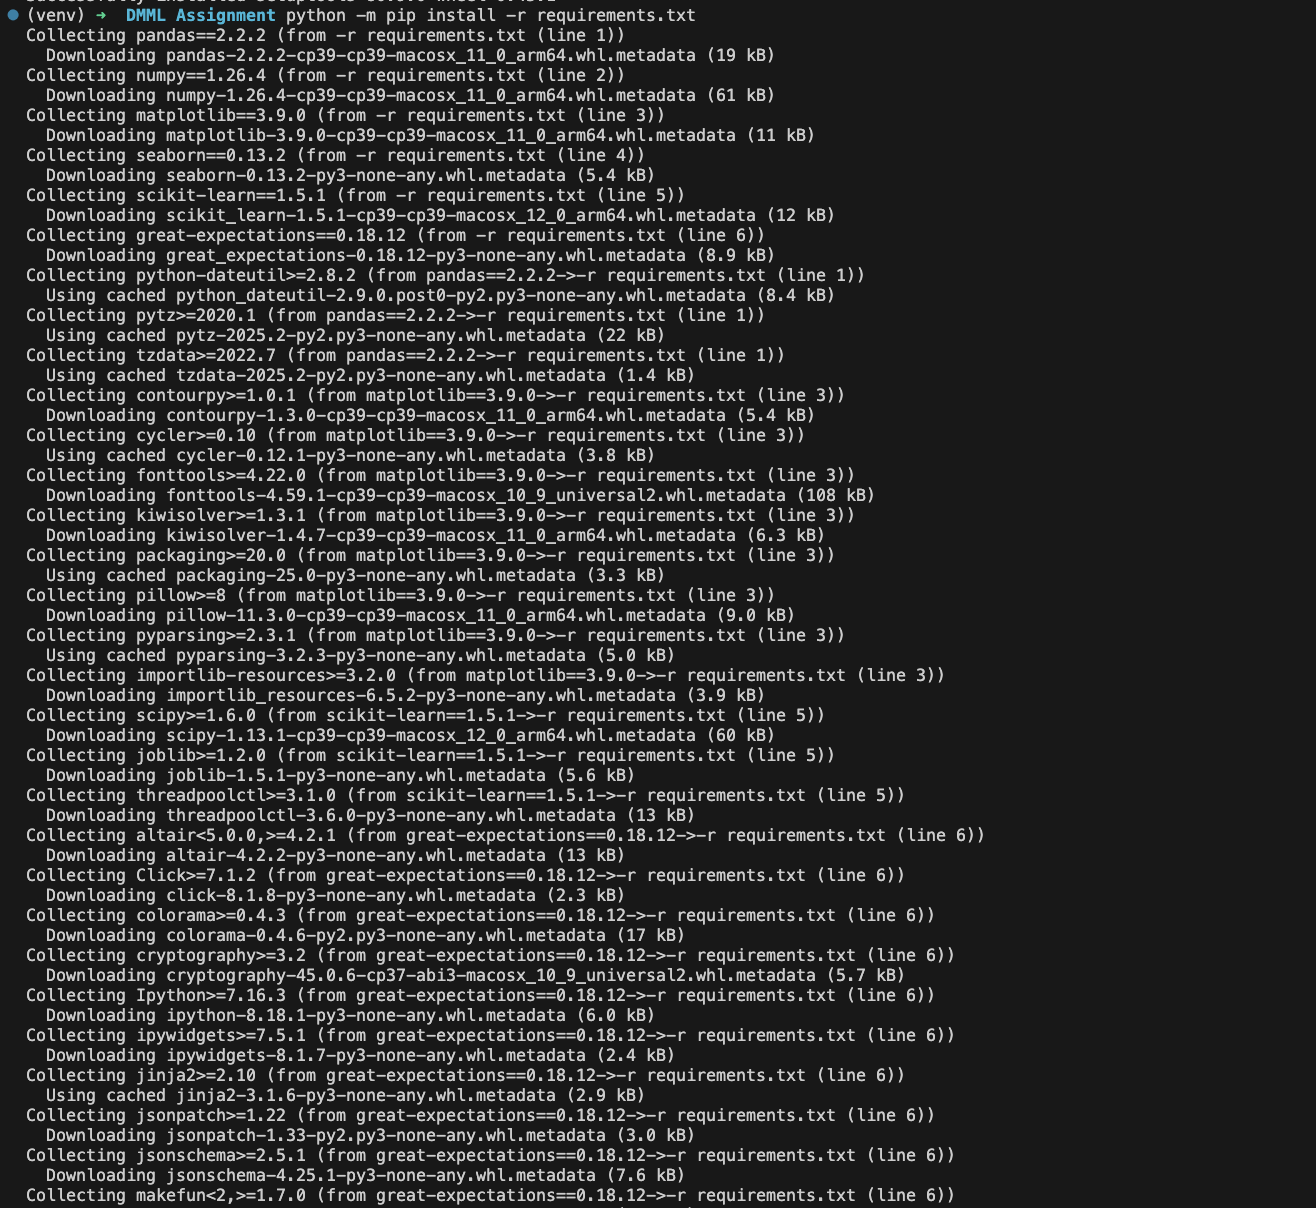 (venv) ➜  DMML Assignment python -m pip install -r requirements.txt
Collecting pandas==2.2.2 (from -r requirements.txt (line 1))
  Downloading pandas-2.2.2-cp39-cp39-macosx_11_0_arm64.whl.metadata (19 kB)
Collecting numpy==1.26.4 (from -r requirements.txt (line 2))
  Downloading numpy-1.26.4-cp39-cp39-macosx_11_0_arm64.whl.metadata (61 kB)
Collecting matplotlib==3.9.0 (from -r requirements.txt (line 3))
  Downloading matplotlib-3.9.0-cp39-cp39-macosx_11_0_arm64.whl.metadata (11 kB)
Collecting seaborn==0.13.2 (from -r requirements.txt (line 4))
  Downloading seaborn-0.13.2-py3-none-any.whl.metadata (5.4 kB)
Collecting scikit-learn==1.5.1 (from -r requirements.txt (line 5))
  Downloading scikit_learn-1.5.1-cp39-cp39-macosx_12_0_arm64.whl.metadata (12 kB)
Collecting great-expectations==0.18.12 (from -r requirements.txt (line 6))
  Downloading great_expectations-0.18.12-py3-none-any.whl.metadata (8.9 kB)
Collecting python-dateutil>=2.8.2 (from pandas==2.2.2->-r requirements.txt (line 1))
  Using cached python_dateutil-2.9.0.post0-py2.py3-none-any.whl.metadata (8.4 kB)
Collecting pytz>=2020.1 (from pandas==2.2.2->-r requirements.txt (line 1))
  Using cached pytz-2025.2-py2.py3-none-any.whl.metadata (22 kB)
Collecting tzdata>=2022.7 (from pandas==2.2.2->-r requirements.txt (line 1))
  Using cached tzdata-2025.2-py2.py3-none-any.whl.metadata (1.4 kB)
Collecting contourpy>=1.0.1 (from matplotlib==3.9.0->-r requirements.txt (line 3))
  Downloading contourpy-1.3.0-cp39-cp39-macosx_11_0_arm64.whl.metadata (5.4 kB)
Collecting cycler>=0.10 (from matplotlib==3.9.0->-r requirements.txt (line 3))
  Using cached cycler-0.12.1-py3-none-any.whl.metadata (3.8 kB)
Collecting fonttools>=4.22.0 (from matplotlib==3.9.0->-r requirements.txt (line 3))
  Downloading fonttools-4.59.1-cp39-cp39-macosx_10_9_universal2.whl.metadata (108 kB)
Collecting kiwisolver>=1.3.1 (from matplotlib==3.9.0->-r requirements.txt (line 3))
  Downloading kiwisolver-1.4.7-cp39-cp39-macosx_11_0_arm64.whl.metadata (6.3 kB)
Collecting packaging>=20.0 (from matplotlib==3.9.0->-r requirements.txt (line 3))
  Using cached packaging-25.0-py3-none-any.whl.metadata (3.3 kB)
Collecting pillow>=8 (from matplotlib==3.9.0->-r requirements.txt (line 3))
  Downloading pillow-11.3.0-cp39-cp39-macosx_11_0_arm64.whl.metadata (9.0 kB)
Collecting pyparsing>=2.3.1 (from matplotlib==3.9.0->-r requirements.txt (line 3))
  Using cached pyparsing-3.2.3-py3-none-any.whl.metadata (5.0 kB)
Collecting importlib-resources>=3.2.0 (from matplotlib==3.9.0->-r requirements.txt (line 3))
  Downloading importlib_resources-6.5.2-py3-none-any.whl.metadata (3.9 kB)
Collecting scipy>=1.6.0 (from scikit-learn==1.5.1->-r requirements.txt (line 5))
  Downloading scipy-1.13.1-cp39-cp39-macosx_12_0_arm64.whl.metadata (60 kB)
Collecting joblib>=1.2.0 (from scikit-learn==1.5.1->-r requirements.txt (line 5))
  Downloading joblib-1.5.1-py3-none-any.whl.metadata (5.6 kB)
Collecting threadpoolctl>=3.1.0 (from scikit-learn==1.5.1->-r requirements.txt (line 5))
  Downloading threadpoolctl-3.6.0-py3-none-any.whl.metadata (13 kB)
Collecting altair<5.0.0,>=4.2.1 (from great-expectations==0.18.12->-r requirements.txt (line 6))
  Downloading altair-4.2.2-py3-none-any.whl.metadata (13 kB)
Collecting Click>=7.1.2 (from great-expectations==0.18.12->-r requirements.txt (line 6))
  Downloading click-8.1.8-py3-none-any.whl.metadata (2.3 kB)
Collecting colorama>=0.4.3 (from great-expectations==0.18.12->-r requirements.txt (line 6))
  Downloading colorama-0.4.6-py2.py3-none-any.whl.metadata (17 kB)
Collecting cryptography>=3.2 (from great-expectations==0.18.12->-r requirements.txt (line 6))
  Downloading cryptography-45.0.6-cp37-abi3-macosx_10_9_universal2.whl.metadata (5.7 kB)
Collecting Ipython>=7.16.3 (from great-expectations==0.18.12->-r requirements.txt (line 6))
  Downloading ipython-8.18.1-py3-none-any.whl.metadata (6.0 kB)
Collecting ipywidgets>=7.5.1 (from great-expectations==0.18.12->-r requirements.txt (line 6))
  Downloading ipywidgets-8.1.7-py3-none-any.whl.metadata (2.4 kB)
Collecting jinja2>=2.10 (from great-expectations==0.18.12->-r requirements.txt (line 6))
  Using cached jinja2-3.1.6-py3-none-any.whl.metadata (2.9 kB)
Collecting jsonpatch>=1.22 (from great-expectations==0.18.12->-r requirements.txt (line 6))
  Downloading jsonpatch-1.33-py2.py3-none-any.whl.metadata (3.0 kB)
Collecting jsonschema>=2.5.1 (from great-expectations==0.18.12->-r requirements.txt (line 6))
  Downloading jsonschema-4.25.1-py3-none-any.whl.metadata (7.6 kB)
Collecting makefun<2,>=1.7.0 (from great-expectations==0.18.12->-r requirements.txt (line 6))